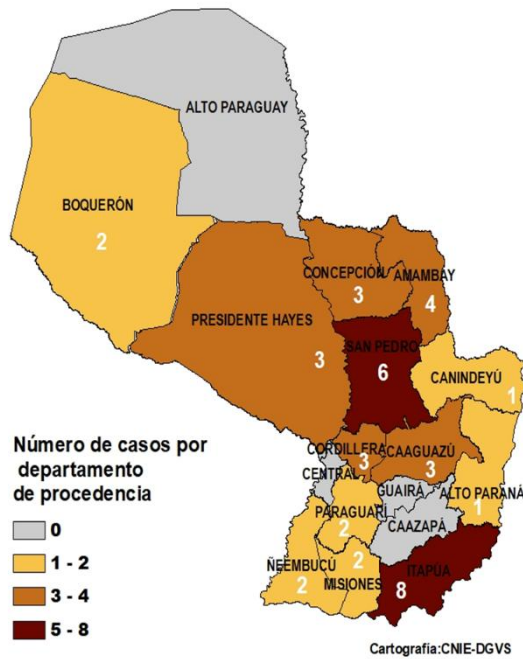 ALTO PARAGUAY
BOQUERÓN
2
CONCEPCIÓN
3
AMAMBAY
4
PRESIDENTE HAYES
3
SAN PEDRO
6
CANINDEYÚ
1
CORDILLERA
3
CAAGUAZÚ
3
CENTRAL
GUAIRÁ
ALTO PARANÁ
1
PARAGUARÍ
2
CAAZAPÁ
ÑEEMBUCÚ
2
MISIONES
2
ITAPÚA
8
Número de casos por
departamento
de procedencia
0
1 - 2
3 - 4
5 - 8
Cartografía:CNIE-DGVS